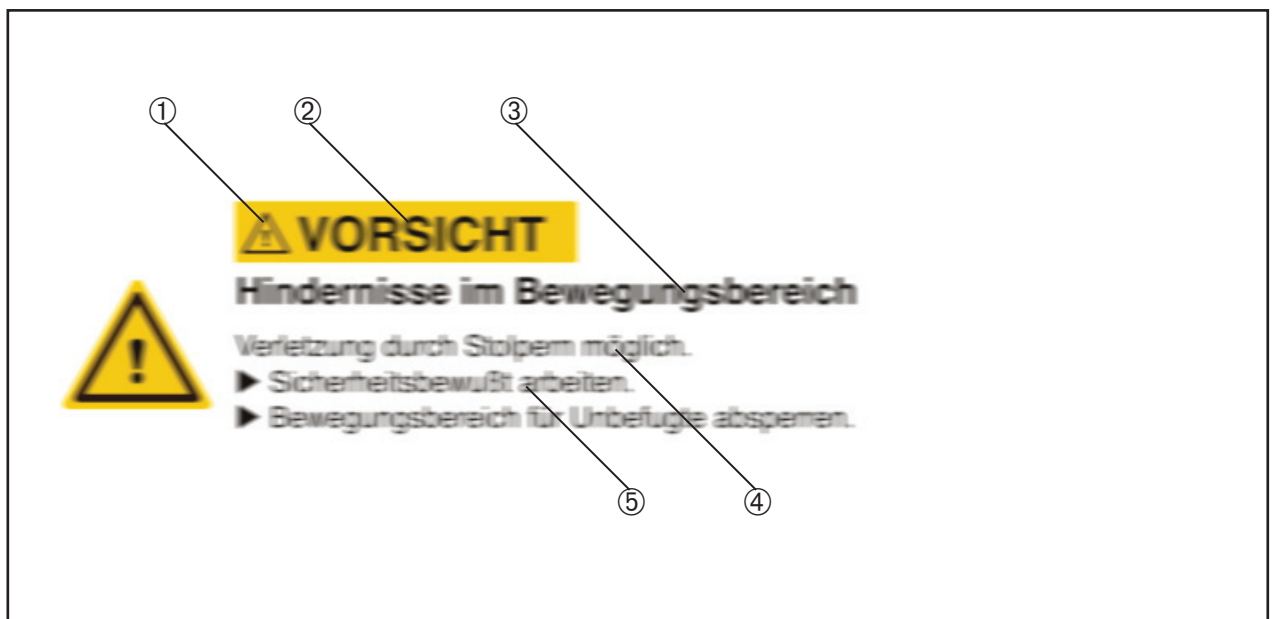 ① ② ③
⚠ VORSICHT
Hindernisse im Bewegungsbereich
Verletzung durch Stolpern möglich.
▶ Sicherheitsbewußt arbeiten.
▶ Bewegungsbereich für Unbefugte absperren.
⑤ ④